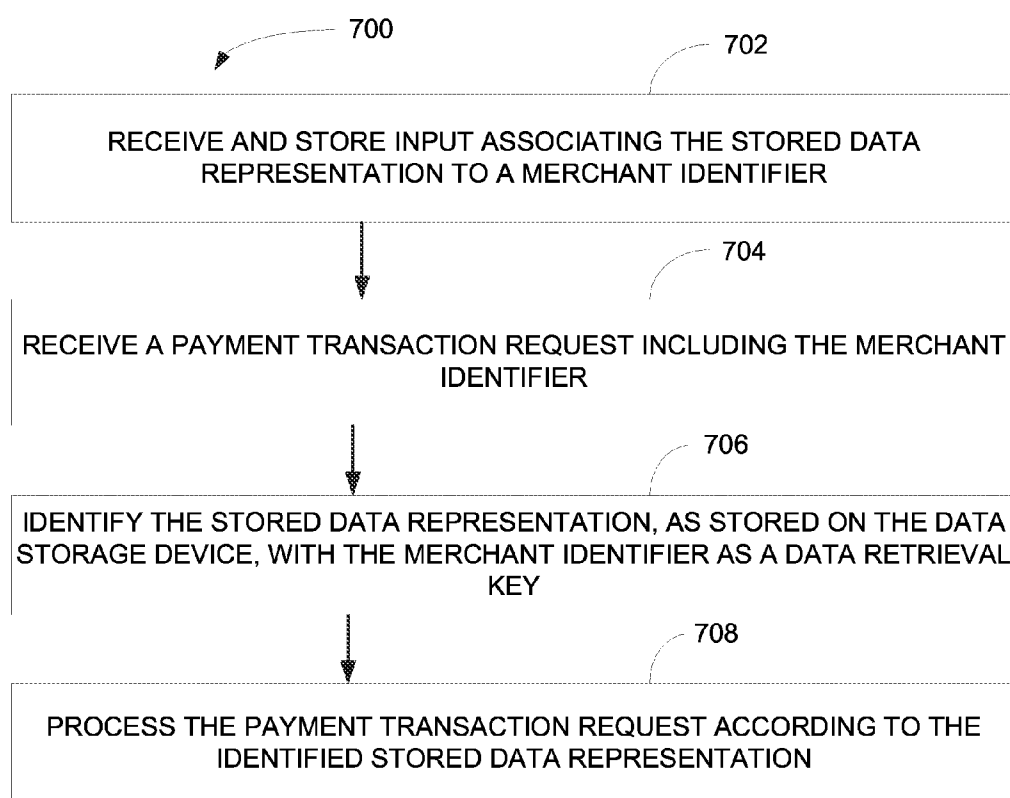 700
702
RECEIVE AND STORE INPUT ASSOCIATING THE STORED DATA
REPRESENTATION TO A MERCHANT IDENTIFIER
704
RECEIVE A PAYMENT TRANSACTION REQUEST INCLUDING THE MERCHANT
IDENTIFIER
706
IDENTIFY THE STORED DATA REPRESENTATION, AS STORED ON THE DATA
STORAGE DEVICE, WITH THE MERCHANT IDENTIFIER AS A DATA RETRIEVAL
KEY
708
PROCESS THE PAYMENT TRANSACTION REQUEST ACCORDING TO THE
IDENTIFIED STORED DATA REPRESENTATION